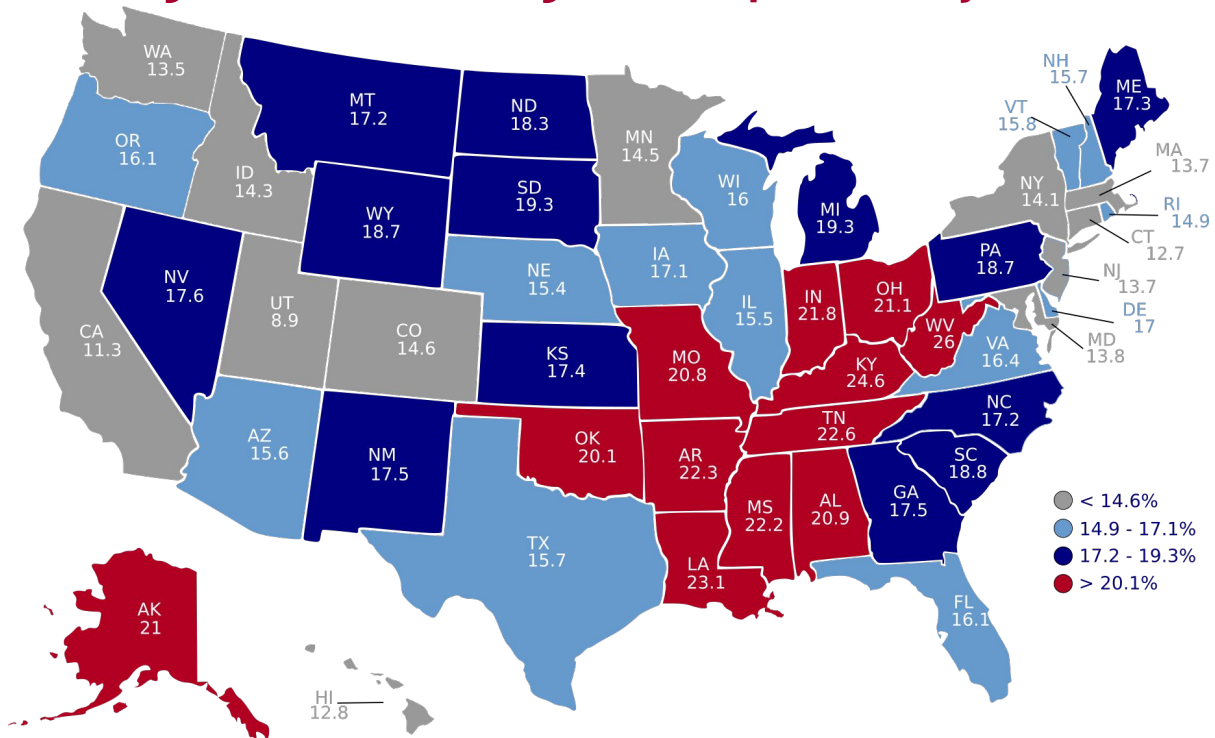 WA
13.5
OR
16.1
CA
11.3
NV
17.6
ID
14.3
MT
17.2
WY
18.7
UT
8.9
CO
14.6
AZ
15.6
NM
17.5
ND
18.3
SD
19.3
NE
15.4
KS
17.4
OK
20.1
TX
15.7
MN
14.5
IA
17.1
MO
20.8
AR
22.3
LA
23.1
WI
16
IL
15.5
MI
19.3
IN
21.8
OH
21.1
KY
24.6
TN
22.6
MS
22.2
AL
20.9
GA
17.5
FL
16.1
SC
18.8
NC
17.2
VA
16.4
WV
26
PA
18.7
NY
14.1
VT
15.8
NH
15.7
ME
17.3
MA
13.7
RI
14.9
CT
12.7
NJ
13.7
DE
17
MD
13.8
AK
21
HI
12.8
< 14.6%
14.9 - 17.1%
17.2 - 19.3%
> 20.1%